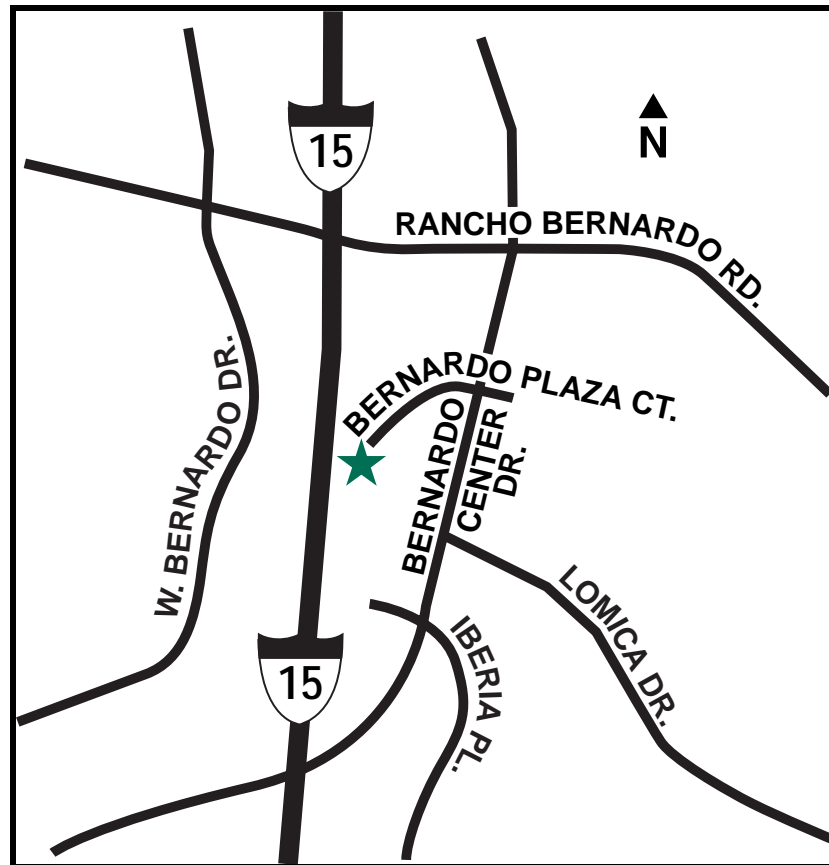 15
N
RANCHO BERNARDO RD.
BERNARDO PLAZA CT.
W. BERNARDO DR.
BERNARDO
CENTER
DR.
LOMICA DR.
IBERIA PL.
15